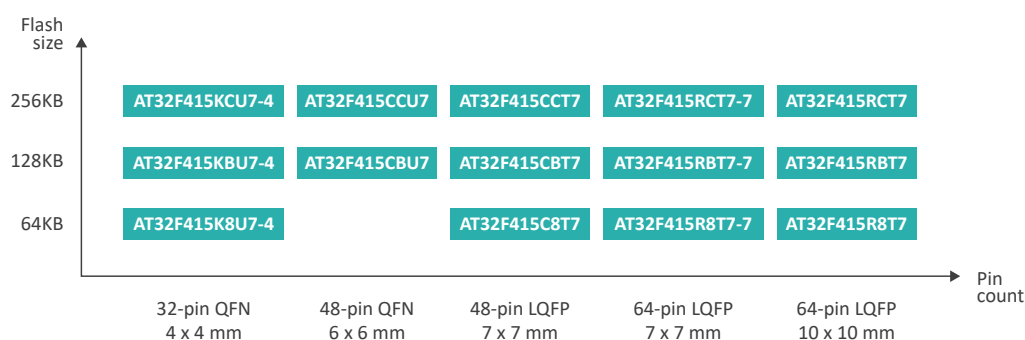 Flash
size
256KB AT32F415KCU7-4 AT32F415CCU7 AT32F415CCT7 AT32F415RCT7-7 AT32F415RCT7
128KB AT32F415KBU7-4 AT32F415CBU7 AT32F415CBT7 AT32F415RBT7-7 AT32F415RBT7
64KB AT32F415K8U7-4 AT32F415C8T7 AT32F415R8T7-7 AT32F415R8T7
Pin
count
32-pin QFN 48-pin QFN 48-pin LQFP 64-pin LQFP 64-pin LQFP
4 x 4 mm 6 x 6 mm 7 x 7 mm 7 x 7 mm 10 x 10 mm